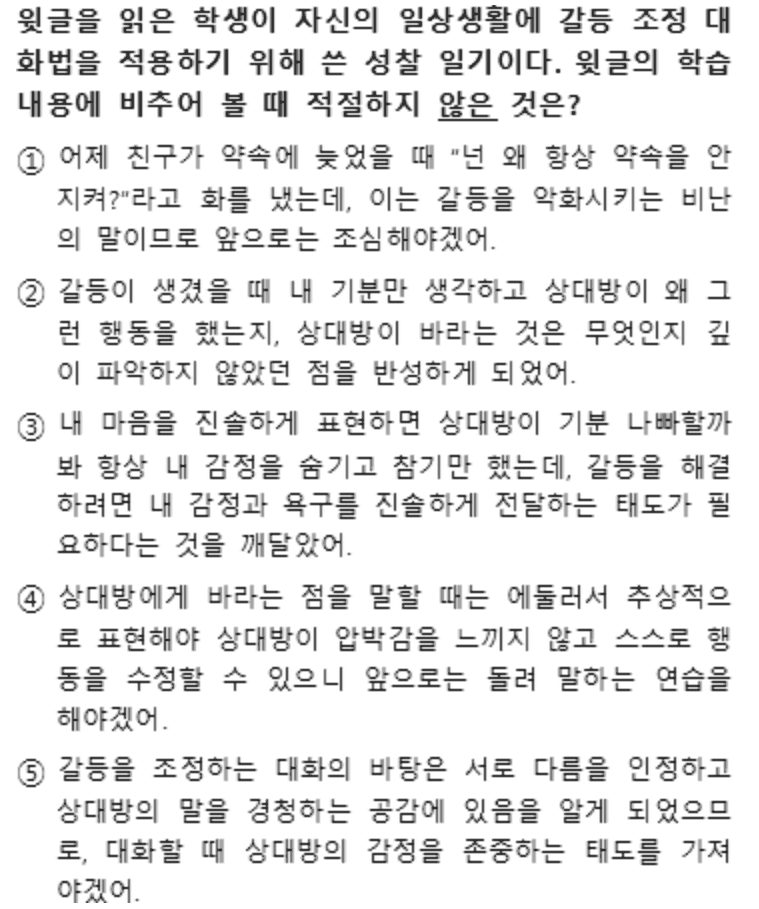 윗글을 읽은 학생이 자신의 일상생활에 갈등 조정 대
화법을 적용하기 위해 쓴 성찰 일기이다. 윗글의 학습
내용에 비추어 볼 때 적절하지 않은 것은?
① 어제 친구가 약속에 늦었을 때 "넌 왜 항상 약속을 안
지켜?"라고 화를 냈는데, 이는 갈등을 악화시키는 비난
의 말이므로 앞으로는 조심해야겠어.
② 갈등이 생겼을 때 내 기분만 생각하고 상대방이 왜 그
런 행동을 했는지, 상대방이 바라는 것은 무엇인지 깊
이 파악하지 않았던 점을 반성하게 되었어.
③ 내 마음을 진솔하게 표현하면 상대방이 기분 나빠할까
봐 항상 내 감정을 숨기고 참기만 했는데, 갈등을 해결
하려면 내 감정과 욕구를 진솔하게 전달하는 태도가 필
요하다는 것을 깨달았어.
④ 상대방에게 바라는 점을 말할 때는 에둘러서 추상적으
로 표현해야 상대방이 압박감을 느끼지 않고 스스로 행
동을 수정할 수 있으니 앞으로는 돌려 말하는 연습을
해야겠어.
⑤ 갈등을 조정하는 대화의 바탕은 서로 다름을 인정하고
상대방의 말을 경청하는 공감에 있음을 알게 되었으므
로, 대화할 때 상대방의 감정을 존중하는 태도를 가져
야겠어.